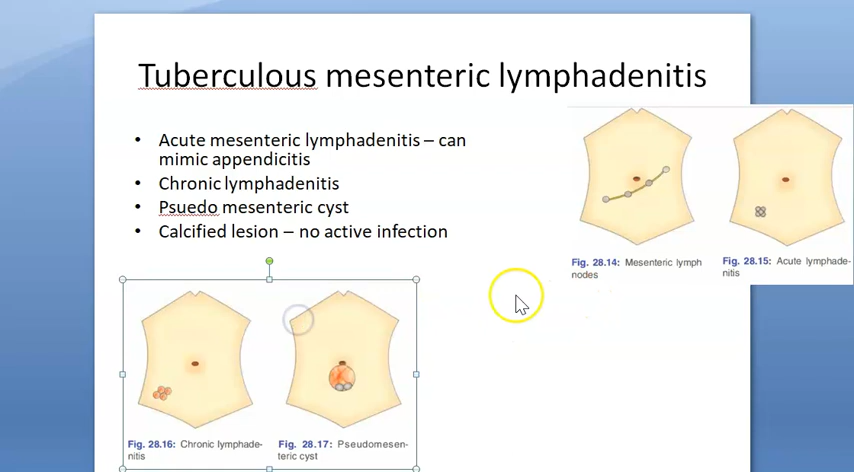 Tuberculous mesenteric lymphadenitis
• Acute mesenteric lymphadenitis – can
mimic appendicitis
• Chronic lymphadenitis
• Psuedo mesenteric cyst
• Calcified lesion – no active infection
Fig. 28.14: Mesenteric lymph
nodes
Fig. 28.15: Acute lymphade-
nitis
Fig. 28.16: Chronic lymphade-
nitis
Fig. 28.17: Pseudomesen-
teric cyst